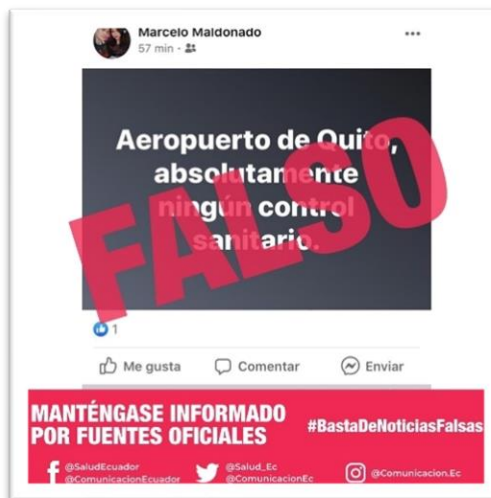 Marcelo Maldonado
57 min ·
Aeropuerto de Quito,
absolutamente
ningún control
sanitario.
FALSO
1
Me gusta
Comentar
Enviar
MANTÉNGASE INFORMADO
POR FUENTES OFICIALES
#BastaDeNoticiasFalsas
@SaludEcuador
@ComunicacionEcuador
@Salud_Ec
@ComunicacionEc
@Comunicacion.Ec